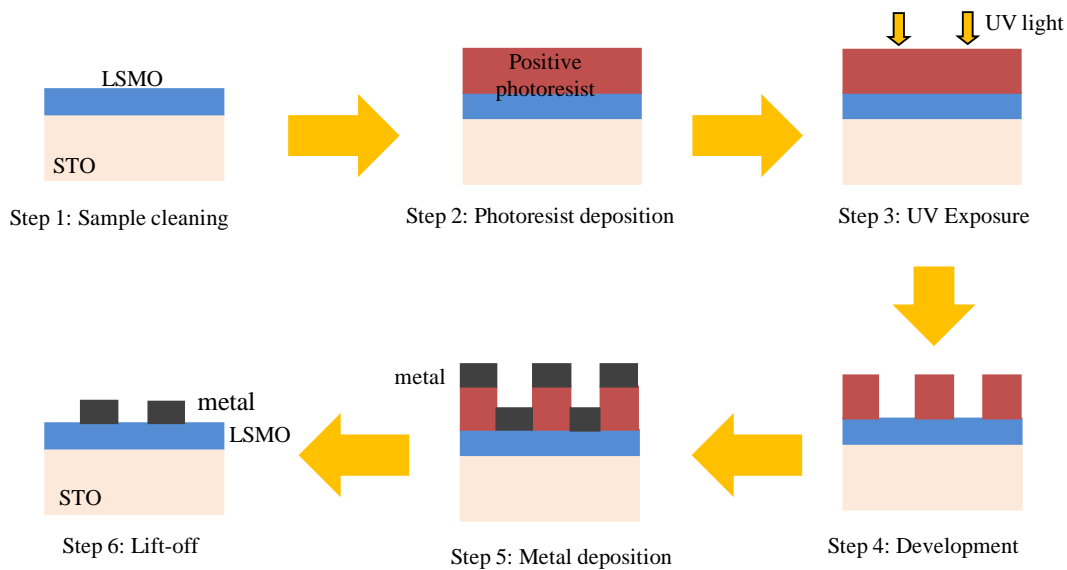 LSMO
STO
Step 1: Sample cleaning
Positive
photoresist
Step 2: Photoresist deposition
UV light
Step 3: UV Exposure
Step 4: Development
metal
Step 5: Metal deposition
metal
LSMO
STO
Step 6: Lift-off